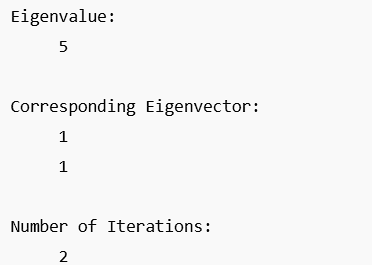 Eigenvalue:
5
Corresponding Eigenvector:
1
1
Number of Iterations:
2